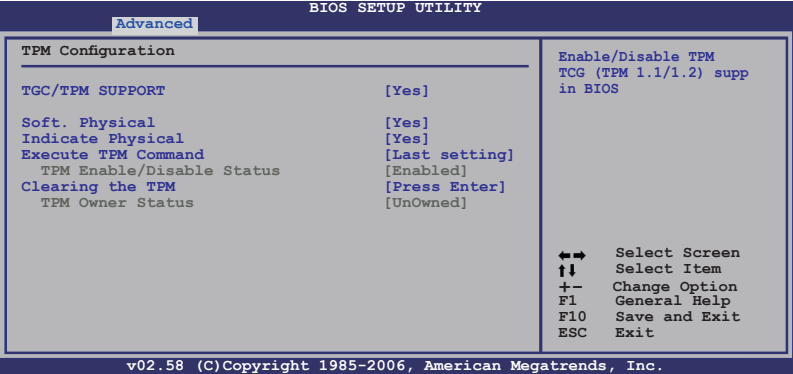 BIOS SETUP UTILITY
Advanced
TPM Configuration
TGC/TPM SUPPORT [Yes]
Soft. Physical [Yes]
Indicate Physical [Yes]
Execute TPM Command [Last setting]
TPM Enable/Disable Status [Enabled]
Clearing the TPM [Press Enter]
TPM Owner Status [UnOwned]
Enable/Disable TPM
TCG (TPM 1.1/1.2) supp
in BIOS
←→ Select Screen
↑↓ Select Item
+- Change Option
F1 General Help
F10 Save and Exit
ESC Exit
v02.58 (C)Copyright 1985-2006, American Megatrends, Inc.